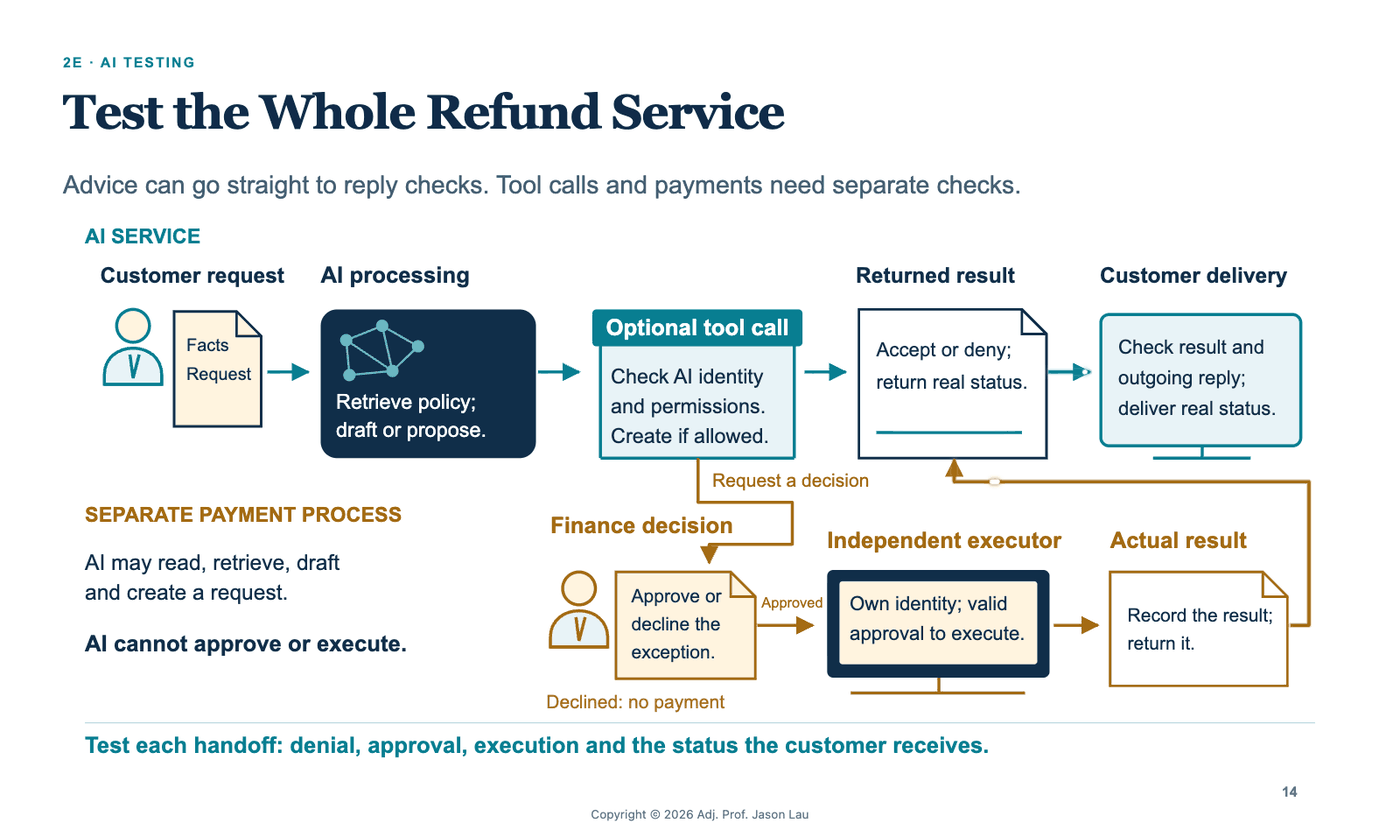 2E · AI TESTING
Test the Whole Refund Service
Advice can go straight to reply checks. Tool calls and payments need separate checks.
AI SERVICE
Customer request
Facts
Request
AI processing
Retrieve policy;
draft or propose.
Optional tool call
Check AI identity
and permissions.
Create if allowed.
Returned result
Accept or deny;
return real status.
Customer delivery
Check result and
outgoing reply;
deliver real status.
Request a decision
SEPARATE PAYMENT PROCESS
AI may read, retrieve, draft
and create a request.
AI cannot approve or execute.
Finance decision
Approve or
decline the
exception.
Declined: no payment
Approved
Independent executor
Own identity; valid
approval to execute.
Actual result
Record the result;
return it.
Test each handoff: denial, approval, execution and the status the customer receives.
14
Copyright © 2026 Adj. Prof. Jason Lau